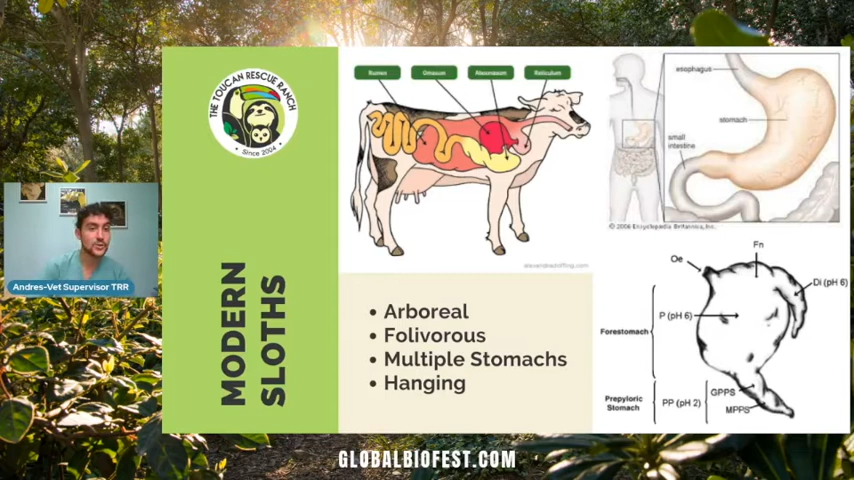 THE TOUCAN RESCUE RANCH
Since 2004
MODERN
SLOTHS
Andres-Vet Supervisor TRR
Rumen
Omasum
Abomasum
Reticulum
• Arboreal
• Folivorous
• Multiple Stomachs
• Hanging
esophagus
stomach
small
intestine
© 2006 Encyclopædia Britannica, Inc.
Fn
Oe
Di (pH 6)
P (pH 6)
Forestomach
Prepyloric
Stomach
PP (pH 2)
GPPS
MPPS
GLOBALBIOFEST.COM